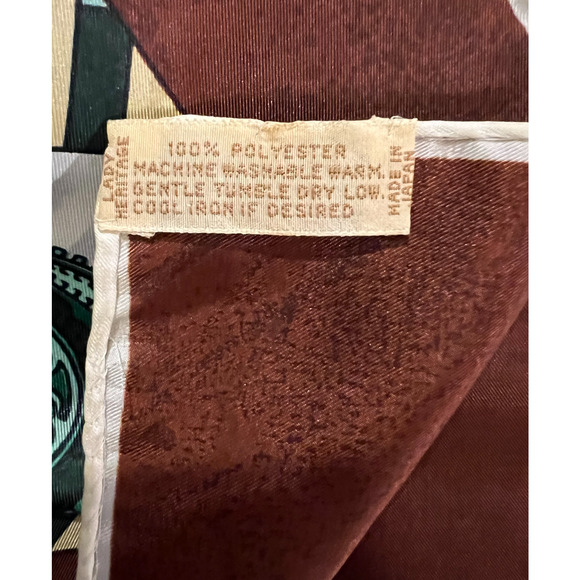 LADY
HERITAGE
100% POLYESTER
MACHINE WASHABLE WARM.
GENTLE TUMBLE DRY LOW.
COOL IRON IF DESIRED
MADE IN
JAPAN